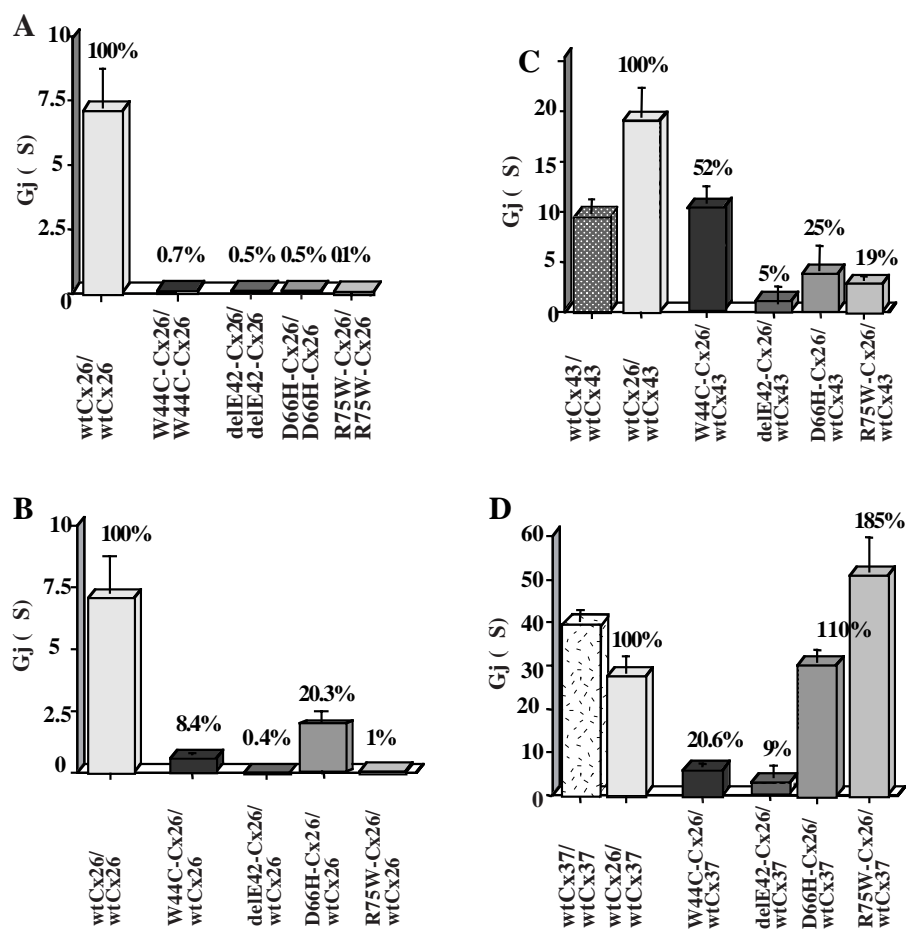 A
10
7.5
5
2.5
0
Gj ( S)
100%
0.7%
0.5%
0.5%
0.1%
wtCx26/
wtCx26
W44C-Cx26/
W44C-Cx26
delE42-Cx26/
delE42-Cx26
D66H-Cx26/
D66H-Cx26
R75W-Cx26/
R75W-Cx26
C
20
15
10
5
0
Gj ( S)
100%
52%
5%
25%
19%
wtCx43/
wtCx43
wtCx26/
wtCx43
W44C-Cx26/
wtCx43
delE42-Cx26/
wtCx43
D66H-Cx26/
wtCx43
R75W-Cx26/
wtCx43
B
10
7.5
5
2.5
0
Gj ( S)
100%
8.4%
0.4%
20.3%
1%
wtCx26/
wtCx26
W44C-Cx26/
wtCx26
delE42-Cx26/
wtCx26
D66H-Cx26/
wtCx26
R75W-Cx26/
wtCx26
D
60
50
40
30
20
10
0
Gj ( S)
100%
20.6%
9%
110%
185%
wtCx37/
wtCx37
wtCx26/
wtCx37
W44C-Cx26/
wtCx37
delE42-Cx26/
wtCx37
D66H-Cx26/
wtCx37
R75W-Cx26/
wtCx37